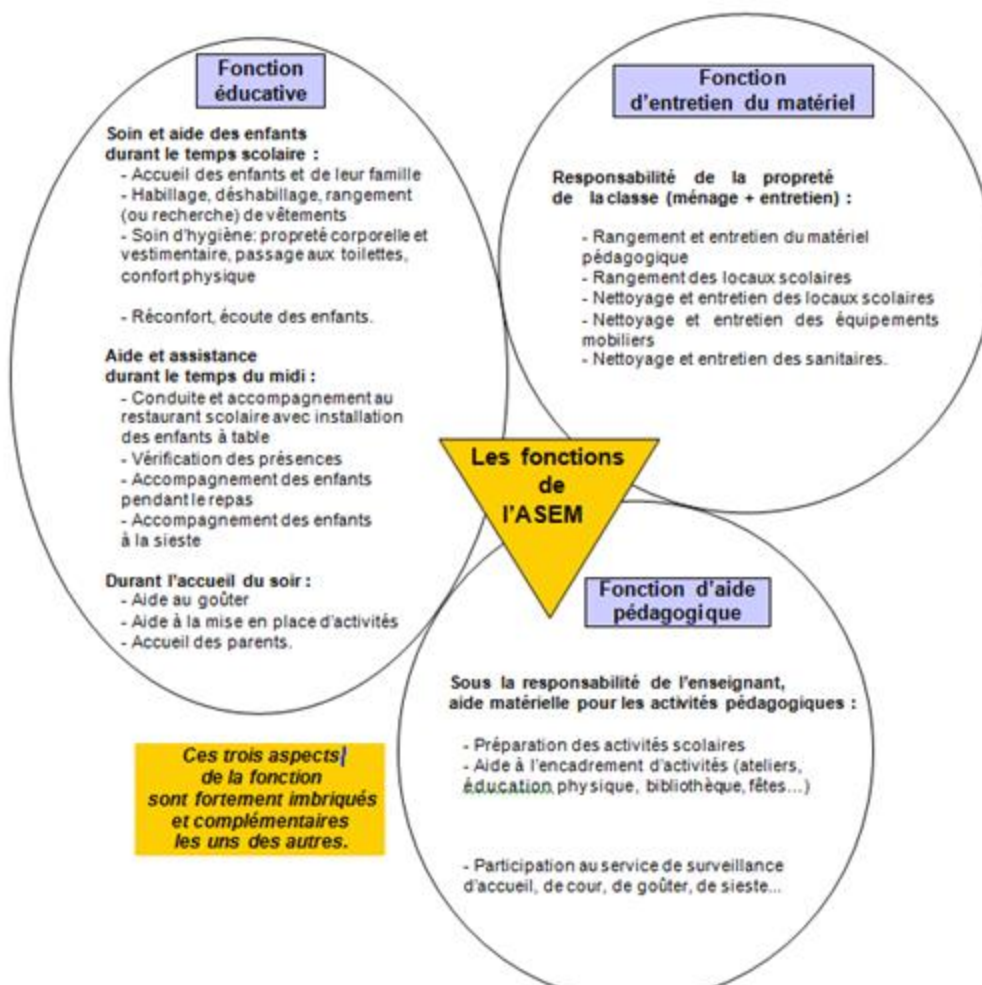 Fonction
éducative
Soin et aide des enfants
durant le temps scolaire :
- Accueil des enfants et de leur famille
- Habillage, déshabillage, rangement
(ou recherche) de vêtements
- Soin d'hygiène: propreté corporelle et
vestimentaire, passage aux toilettes,
confort physique
- Réconfort, écoute des enfants.
Aide et assistance
durant le temps du midi :
- Conduite et accompagnement au
restaurant scolaire avec installation
des enfants à table
- Vérification des présences
- Accompagnement des enfants
pendant le repas
- Accompagnement des enfants
à la sieste
Durant l'accueil du soir :
- Aide au goûter
- Aide à la mise en place d'activités
- Accueil des parents.
Fonction
d'entretien du matériel
Responsabilité de la propreté
de la classe (ménage + entretien) :
- Rangement et entretien du matériel
pédagogique
- Rangement des locaux scolaires
- Nettoyage et entretien des locaux scolaires
- Nettoyage et entretien des équipements
mobiliers
- Nettoyage et entretien des sanitaires.
Les fonctions
de
l'ASEM
Fonction d'aide
pédagogique
Sous la responsabilité de l'enseignant,
aide matérielle pour les activités pédagogiques :
- Préparation des activités scolaires
- Aide à l'encadrement d'activités (ateliers,
éducation physique, bibliothèque, fêtes...)
- Participation au service de surveillance
d'accueil, de cour, de goûter, de sieste...
Ces trois aspects
de la fonction
sont fortement imbriqués
et complémentaires
les uns des autres.